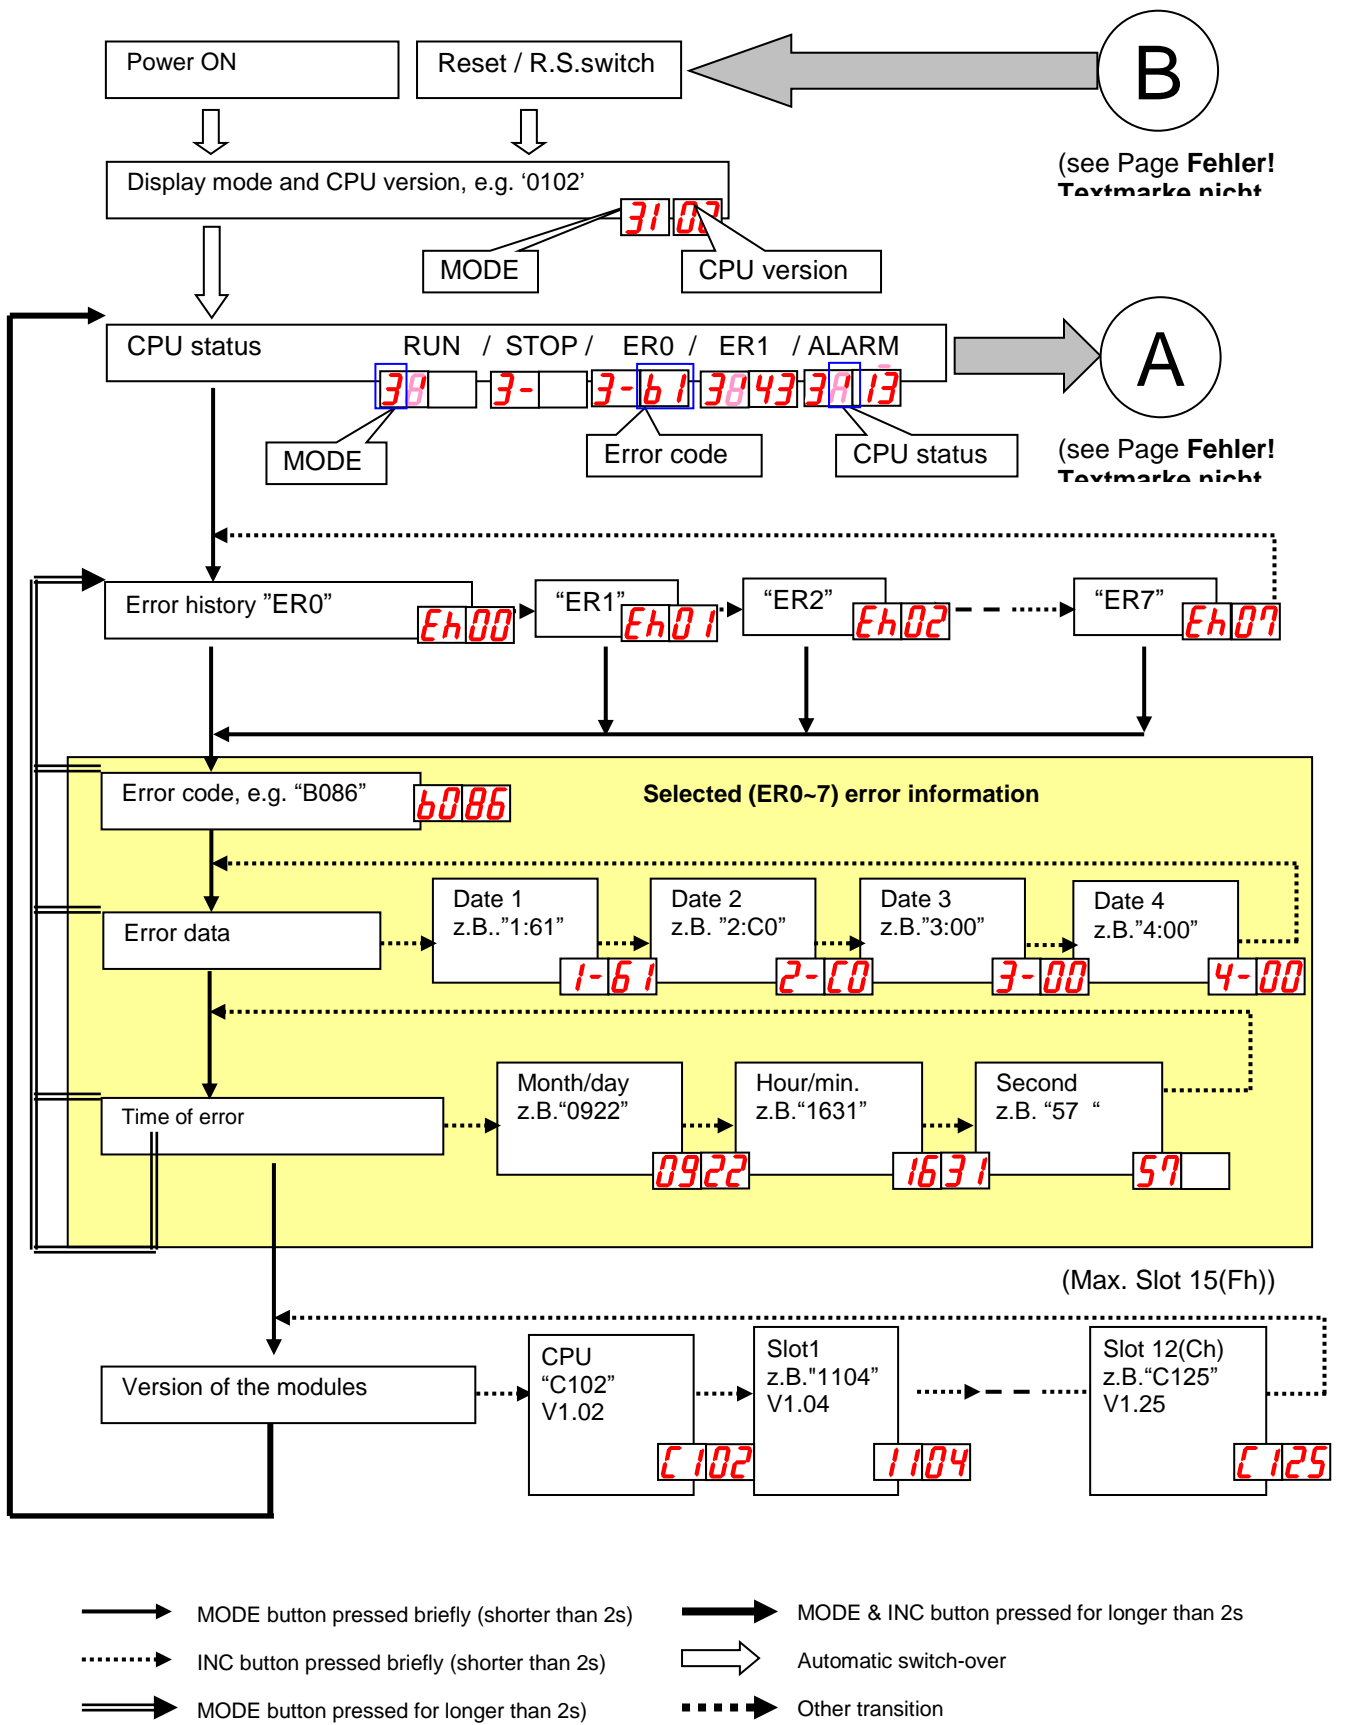 Power ON
Reset / R.S.switch
B
(see Page Fehler!
Textmarke nicht
Display mode and CPU version, e.g. ‘0102’
31 02
MODE
CPU version
CPU status RUN / STOP / ER0 / ER1 / ALARM
3- 3-b1 3 43 3 13
A
MODE
Error code
CPU status
(see Page Fehler!
Textmarke nicht
Error history ”ER0”
Eh00
“ER1”
Eh01
“ER2”
Eh02
“ER7”
Eh07
Error code, e.g. “B086”
b086
Selected (ER0~7) error information
Error data
Date 1
z.B..”1:61”
1-61
Date 2
z.B. ”2:C0”
2-C0
Date 3
z.B.”3:00”
3-00
Date 4
z.B.”4:00”
4-00
Time of error
Month/day
z.B.“0922”
0922
Hour/min.
z.B.“1631”
1631
Second
z.B. “57 “
57
(Max. Slot 15(Fh))
Version of the modules
CPU
“C102”
V1.02
C102
Slot1
z.B."1104”
V1.04
1104
Slot 12(Ch)
z.B.“C125”
V1.25
C125
MODE button pressed briefly (shorter than 2s)
MODE & INC button pressed for longer than 2s
INC button pressed briefly (shorter than 2s)
Automatic switch-over
MODE button pressed for longer than 2s)
Other transition